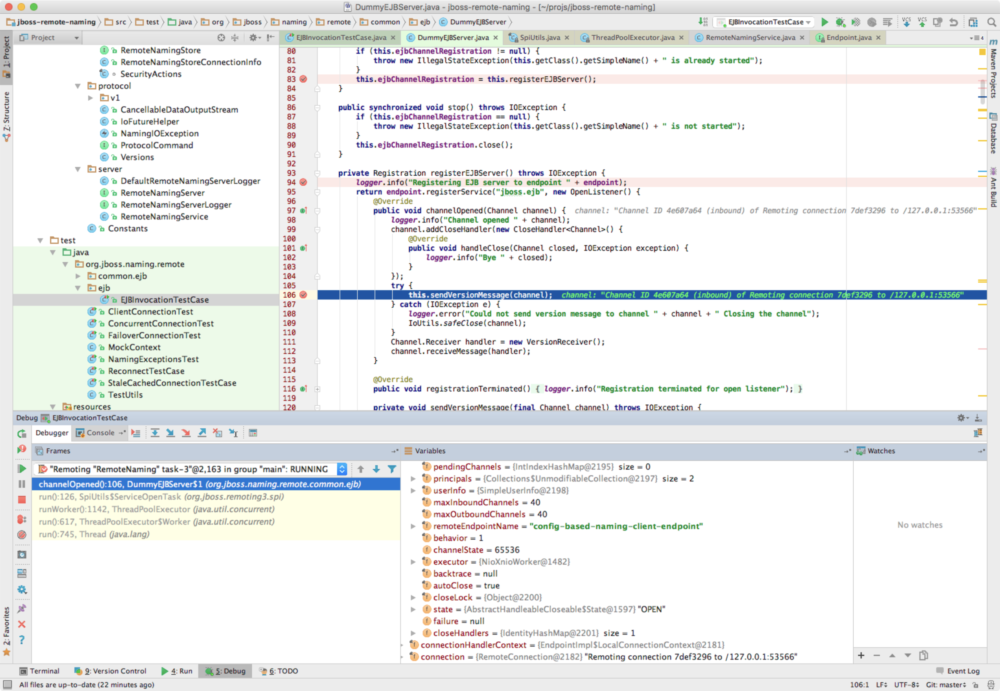 DummyEJBServer.java - jboss-remote-naming - [~/projs/jboss-remote-naming]
jboss-remote-naming src test java org jboss naming remote common ejb DummyEJBServer EJBInvocationTestCase
Project
EJBInvocationTestCase.java DummyEJBServer.java SpiUtils.java ThreadPoolExecutor.java RemoteNamingService.java Endpoint.java 4
1: Project
Z: Structure
2: Favorites
RemoteNamingStore
RemoteNamingStoreConnectionInfo
SecurityActions
protocol
v1
CancellableDataOutputStream
IoFutureHelper
NamingIOException
ProtocolCommand
Versions
server
DefaultRemoteNamingServerLogger
RemoteNamingServer
RemoteNamingServerLogger
RemoteNamingService
Constants
test
java
org.jboss.naming.remote
common.ejb
ejb
EJBInvocationTestCase
ClientConnectionTest
ConcurrentConnectionTest
FailoverConnectionTest
MockContext
NamingExceptionsTest
ReconnectTestCase
StaleCachedConnectionTestCase
TestUtils
resources
80 if (this.ejbChannelRegistration != null) {
81 throw new IllegalStateException(this.getClass().getSimpleName() + " is already started");
82 }
83 this.ejbChannelRegistration = this.registerEJBServer();
84 }
85
86 public synchronized void stop() throws IOException {
87 if (this.ejbChannelRegistration == null) {
88 throw new IllegalStateException(this.getClass().getSimpleName() + " is not started");
89 }
90 this.ejbChannelRegistration.close();
91 }
92
93 private Registration registerEJBServer() throws IOException {
94 logger.info("Registering EJB server to endpoint " + endpoint);
95 return endpoint.registerService("jboss.ejb", new OpenListener() {
96 @Override
97 public void channelOpened(Channel channel) { channel: "Channel ID 4e607a64 (inbound) of Remoting connection 7def3296 to /127.0.0.1:53566"
98 logger.info("Channel opened " + channel);
99 channel.addCloseHandler(new CloseHandler<Channel>() {
100 @Override
101 public void handleClose(Channel closed, IOException exception) {
102 logger.info("Bye " + closed);
103 }
104 });
105 try {
106 this.sendVersionMessage(channel); channel: "Channel ID 4e607a64 (inbound) of Remoting connection 7def3296 to /127.0.0.1:53566"
107 } catch (IOException e) {
108 logger.error("Could not send version message to channel " + channel + " Closing the channel");
109 IoUtils.safeClose(channel);
110 }
111 Channel.Receiver handler = new VersionReceiver();
112 channel.receiveMessage(handler);
113 }
114
115 @Override
116 public void registrationTerminated() { logger.info("Registration terminated for open listener"); }
119
120 private void sendVersionMessage(final Channel channel) throws IOException {
Maven Projects
Database
Ant Build
Debug EJBInvocationTestCase
Debugger Console
Frames
"Remoting "RemoteNaming" task-3"@2,163 in group "main": RUNNING
channelOpened():106, DummyEJBServer$1 (org.jboss.naming.remote.common.ejb)
run():126, SpiUtils$ServiceOpenTask (org.jboss.remoting3.spi)
runWorker():1142, ThreadPoolExecutor (java.util.concurrent)
run():617, ThreadPoolExecutor$Worker (java.util.concurrent)
run():745, Thread (java.lang)
Variables
pendingChannels = {IntIndexHashMap@2195} size = 0
principals = {Collections$UnmodifiableCollection@2197} size = 2
userInfo = {SimpleUserInfo@2198}
maxInboundChannels = 40
maxOutboundChannels = 40
remoteEndpointName = "config-based-naming-client-endpoint"
behavior = 1
channelState = 65536
executor = {NioXnioWorker@1482}
backtrace = null
autoClose = true
closeLock = {Object@2200}
state = {AbstractHandleableCloseable$State@1597} "OPEN"
failure = null
closeHandlers = {IdentityHashMap@2201} size = 1
connectionHandlerContext = {EndpointImpl$LocalConnectionContext@2181}
connection = {RemoteConnection@2182} "Remoting connection 7def3296 to /127.0.0.1:53566"
Watches
No watches
Terminal 9: Version Control 4: Run 5: Debug 6: TODO Event Log
All files are up-to-date (22 minutes ago) 106:1 LF UTF-8 Git: master